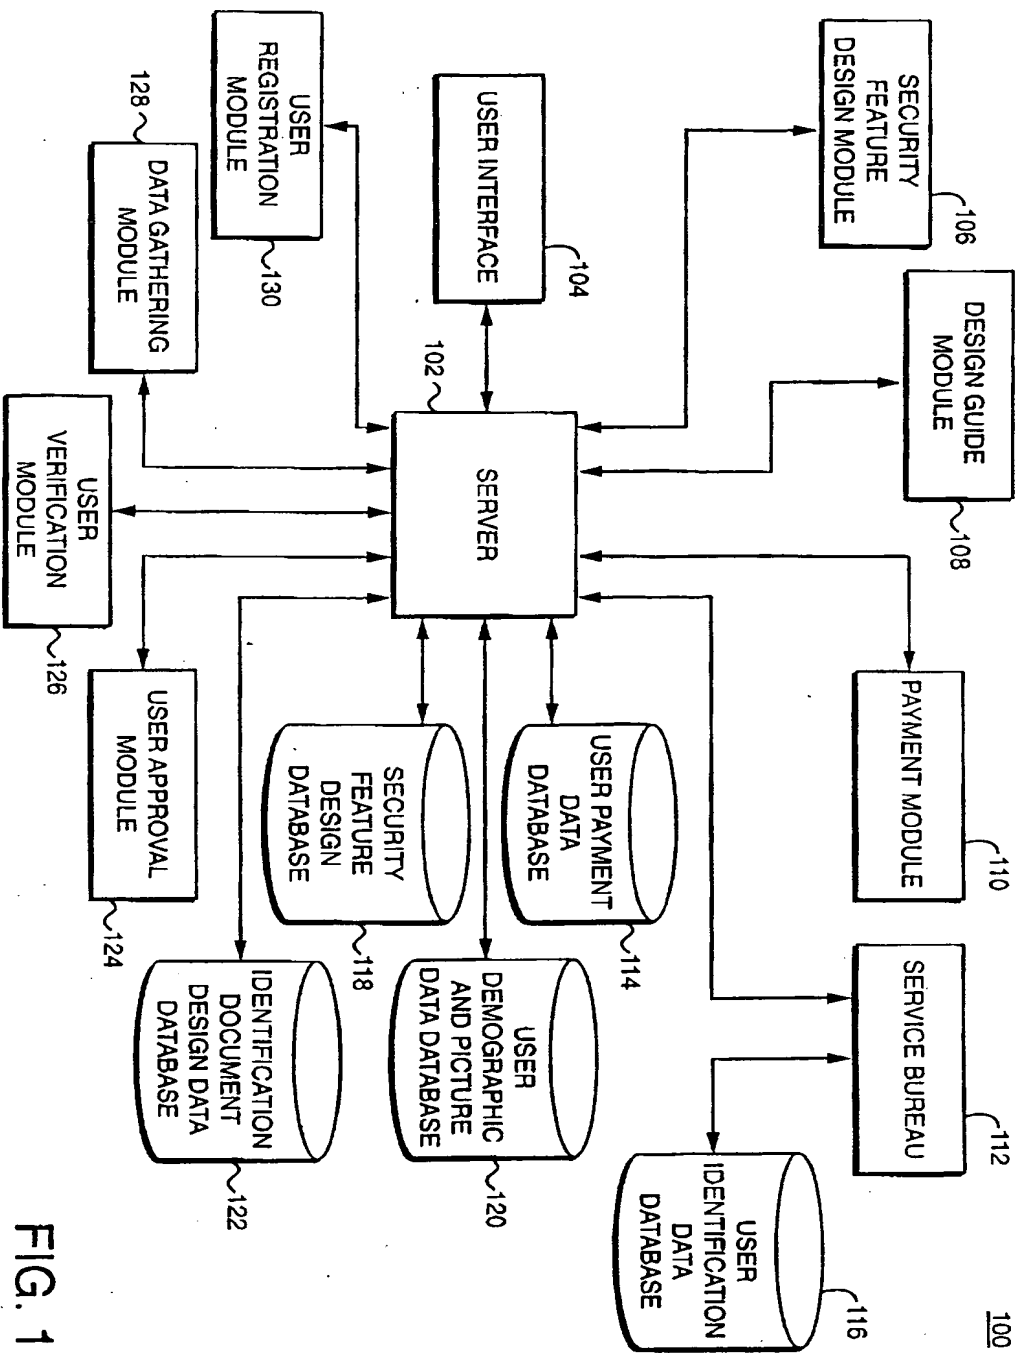 100
SECURITY
FEATURE
DESIGN MODULE
106
DESIGN GUIDE
MODULE
108
PAYMENT MODULE
110
SERVICE BUREAU
112
USER INTERFACE
104
102
SERVER
USER PAYMENT
DATA
DATABASE
114
USER
IDENTIFICATION
DATA
DATABASE
116
SECURITY
FEATURE
DESIGN
DATABASE
118
USER
DEMOGRAPHIC
AND PICTURE
DATA DATABASE
120
USER
REGISTRATION
MODULE
130
IDENTIFICATION
DOCUMENT
DESIGN DATA
DATABASE
122
128
DATA GATHERING
MODULE
USER
VERIFICATION
MODULE
126
USER APPROVAL
MODULE
124
FIG. 1